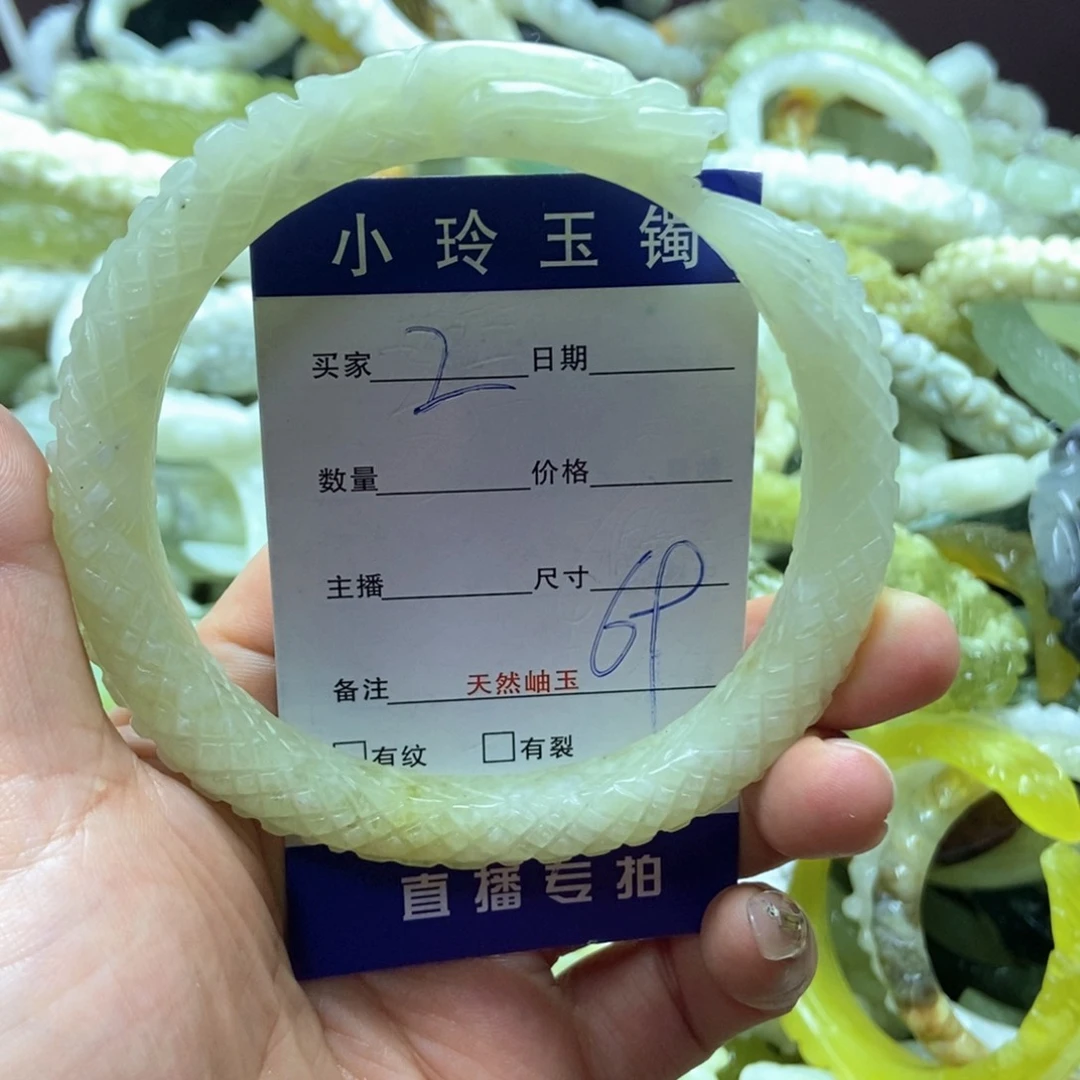 小玲玉镯
买家 2 日期
数量 价格
主播 尺寸 69
备注 天然岫玉
有纹 有裂
直播专拍